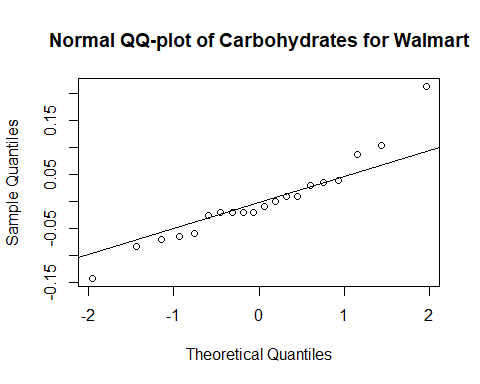 Normal QQ-plot of Carbohydrates for Walmart
Sample Quantiles
0.15
0.05
-0.05
-0.15
-2 -1 0 1 2
Theoretical Quantiles